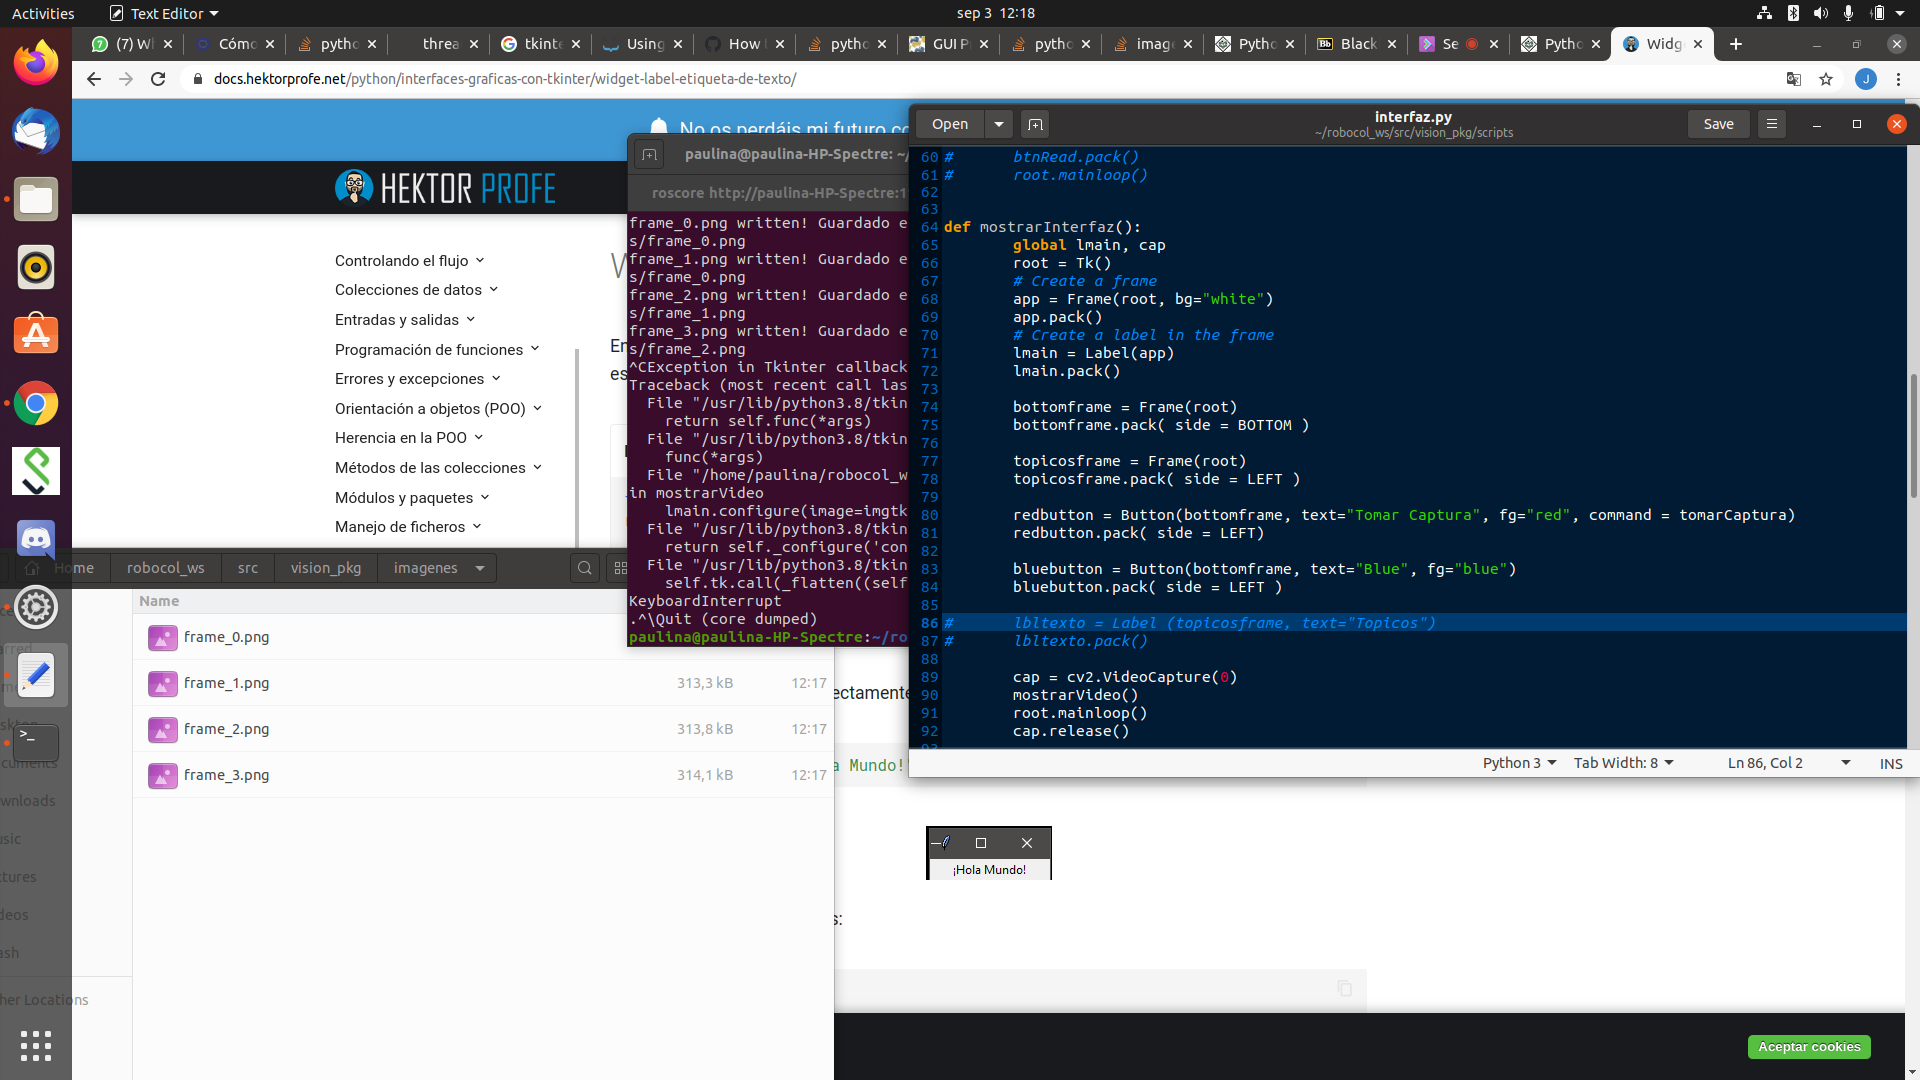 Activities
Text Editor
sep 3 12:18
(7) W
Cómo
pytho
threa
tkinte
Using
How
pytho
GUI P
pytho
imag
Pytho
Black
Se
Pytho
Widg
docs.hektorprofe.net/python/interfaces-graficas-con-tkinter/widget-label-etiqueta-de-texto/
J
No os perdáis mi futuro co
HEKTOR PROFE
Controlando el flujo
Colecciones de datos
Entradas y salidas
Programación de funciones
Errores y excepciones
Orientación a objetos (POO)
Herencia en la POO
Métodos de las colecciones
Módulos y paquetes
Manejo de ficheros
W
En
es
paulina@paulina-HP-Spectre: ~/
roscore http://paulina-HP-Spectre:1
frame_0.png written! Guardado e
s/frame_0.png
frame_1.png written! Guardado e
s/frame_0.png
frame_2.png written! Guardado e
s/frame_1.png
frame_3.png written! Guardado e
s/frame_2.png
^CException in Tkinter callback
Traceback (most recent call las
File "/usr/lib/python3.8/tkin
return self.func(*args)
File "/usr/lib/python3.8/tkin
func(*args)
File "/home/paulina/robocol_w
in mostrarVideo
lmain.configure(image=imgtk
File "/usr/lib/python3.8/tkin
return self._configure('con
File "/usr/lib/python3.8/tkin
self.tk.call(_flatten((self
KeyboardInterrupt
.^\Quit (core dumped)
paulina@paulina-HP-Spectre:~/ro
Open
interfaz.py
~/robocol_ws/src/vision_pkg/scripts
Save
60 # btnRead.pack()
61 # root.mainloop()
62
63
64 def mostrarInterfaz():
65 global lmain, cap
66 root = Tk()
67 # Create a frame
68 app = Frame(root, bg="white")
69 app.pack()
70 # Create a label in the frame
71 lmain = Label(app)
72 lmain.pack()
73
74 bottomframe = Frame(root)
75 bottomframe.pack( side = BOTTOM )
76
77 topicosframe = Frame(root)
78 topicosframe.pack( side = LEFT )
79
80 redbutton = Button(bottomframe, text="Tomar Captura", fg="red", command = tomarCaptura)
81 redbutton.pack( side = LEFT)
82
83 bluebutton = Button(bottomframe, text="Blue", fg="blue")
84 bluebutton.pack( side = LEFT )
85
86 # lbltexto = Label (topicosframe, text="Topicos")
87 # lbltexto.pack()
88
89 cap = cv2.VideoCapture(0)
90 mostrarVideo()
91 root.mainloop()
92 cap.release()
93
Python 3
Tab Width: 8
Ln 86, Col 2
INS
Home
robocol_ws
src
vision_pkg
imagenes
Name
frame_0.png
frame_1.png 313,3 kB 12:17
frame_2.png 313,8 kB 12:17
frame_3.png 314,1 kB 12:17
cuments
wnloads
usic
ctures
deos
ash
her Locations
ectamente
a Mundo!"
¡Hola Mundo!
s:
Aceptar cookies